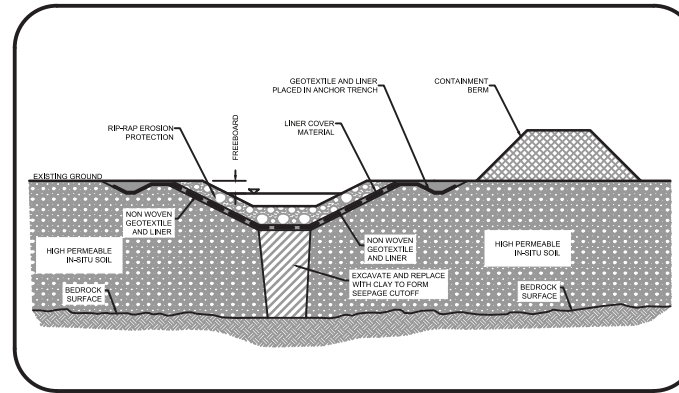 GEOTEXTILE AND LINER
PLACED IN ANCHOR TRENCH
CONTAINMENT
BERM
RIP-RAP EROSION
PROTECTION
FREEBOARD
LINER COVER
MATERIAL
EXISTING GROUND
NON WOVEN
GEOTEXTILE
AND LINER
NON WOVEN
GEOTEXTILE
AND LINER
HIGH PERMEABLE
IN-SITU SOIL
HIGH PERMEABLE
IN-SITU SOIL
EXCAVATE AND REPLACE
WITH CLAY TO FORM
SEEPAGE CUTOFF
BEDROCK
SURFACE
BEDROCK
SURFACE